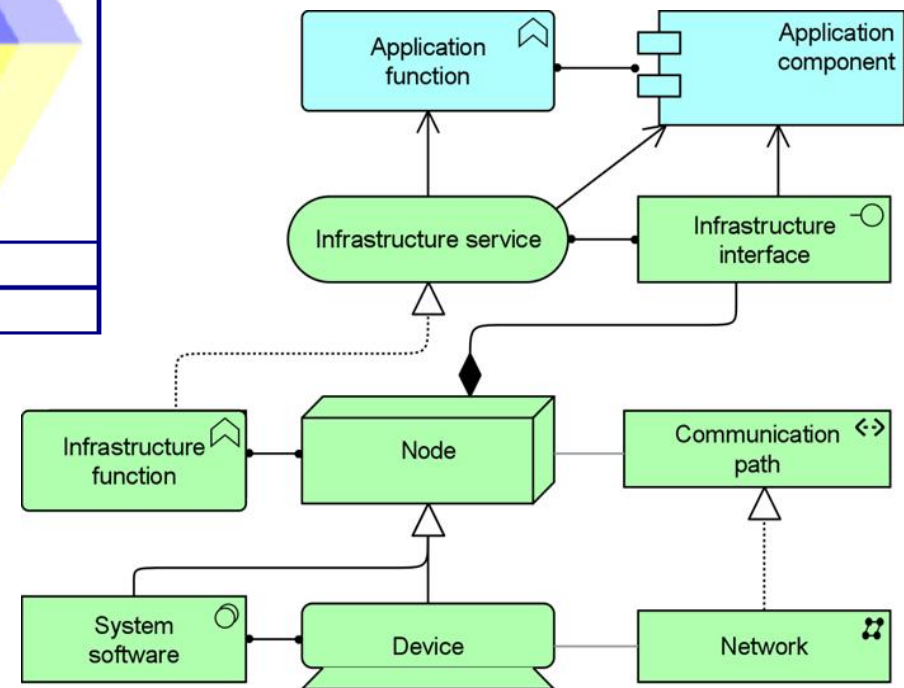 Application
function
Application
component
Infrastructure service
Infrastructure
interface
Infrastructure
function
Node
Communication
path
System
software
Device
Network